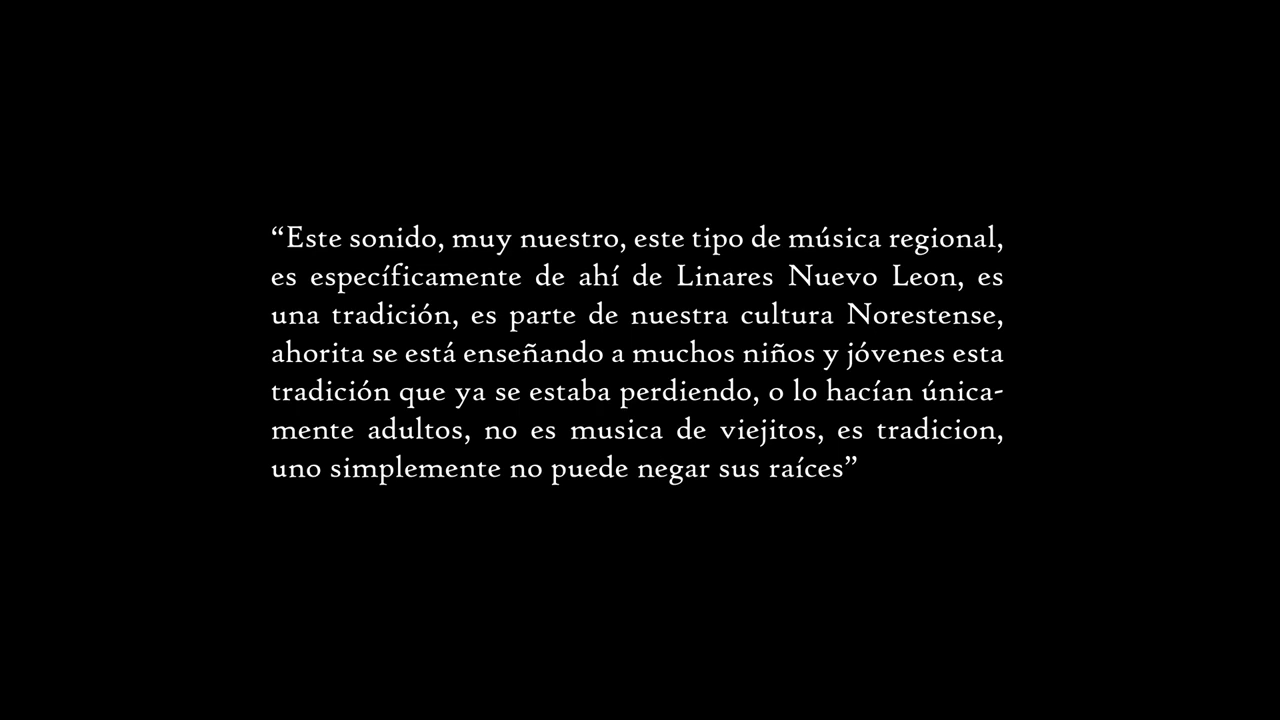 “Este sonido, muy nuestro, este tipo de música regional,
es específicamente de ahí de Linares Nuevo Leon, es
una tradición, es parte de nuestra cultura Norestense,
ahorita se está enseñando a muchos niños y jóvenes esta
tradición que ya se estaba perdiendo, o lo hacían única-
mente adultos, no es musica de viejitos, es tradicion,
uno simplemente no puede negar sus raíces”